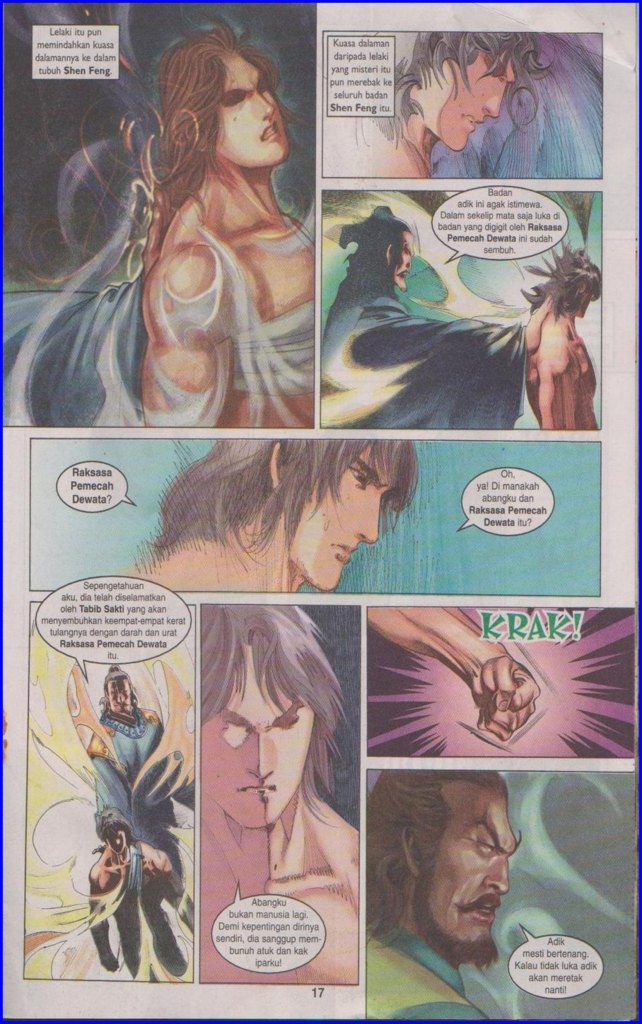 Lelaki itu pun
memindahkan kuasa
dalamannya ke dalam
tubuh Shen Feng.
Kuasa dalaman
daripada lelaki
yang misteri itu
pun merebak ke
seluruh badan
Shen Feng itu.
Badan
adik ini agak istimewa.
Dalam sekelip mata saja luka di
badan yang digigit oleh Raksasa
Pemecah Dewata ini sudah
sembuh.
Raksasa
Pemecah
Dewata?
Oh,
ya! Di manakah
abangku dan
Raksasa Pemecah
Dewata itu?
Sepengetahuan
aku, dia telah diselamatkan
oleh Tabib Sakti yang akan
menyembuhkan keempat-empat kerat
tulangnya dengan darah dan urat
Raksasa Pemecah Dewata
itu.
Abangku
bukan manusia lagi.
Demi kepentingan dirinya
sendiri, dia sanggup mem-
bunuh atuk dan kak
iparku!
KRAK!
Adik
mesti bertenang.
Kalau tidak luka adik
akan meretak
nanti!
17